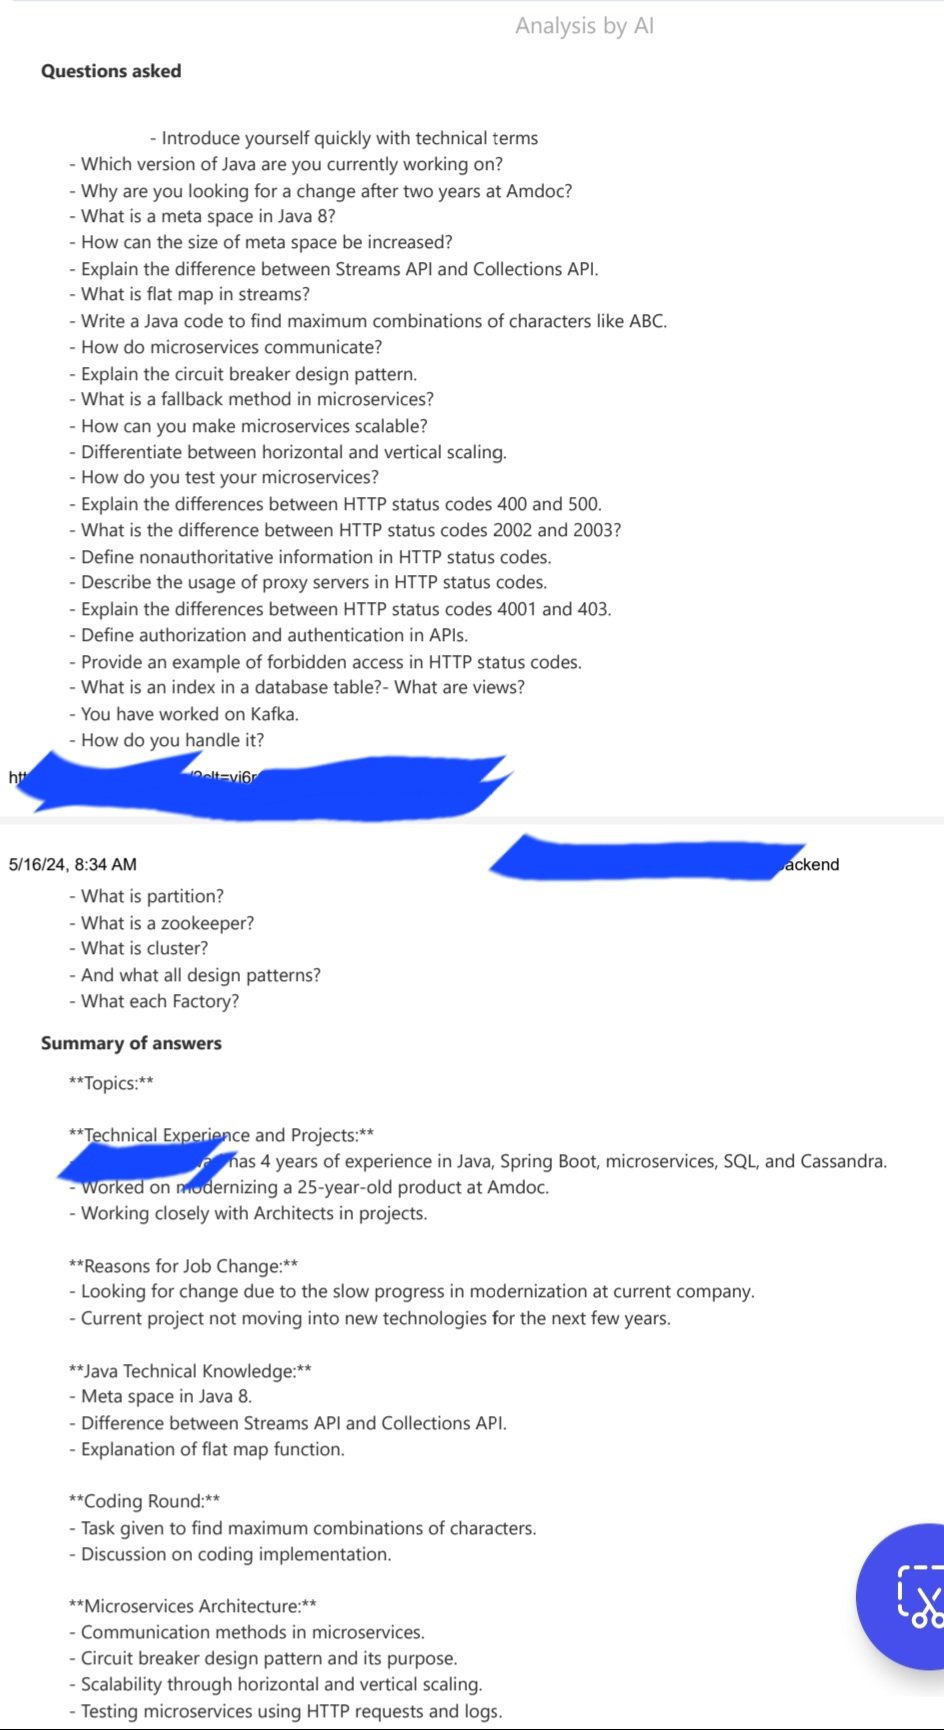 Analysis by AI
Questions asked
- Introduce yourself quickly with technical terms
- Which version of Java are you currently working on?
- Why are you looking for a change after two years at Amdoc?
- What is a meta space in Java 8?
- How can the size of meta space be increased?
- Explain the difference between Streams API and Collections API.
- What is flat map in streams?
- Write a Java code to find maximum combinations of characters like ABC.
- How do microservices communicate?
- Explain the circuit breaker design pattern.
- What is a fallback method in microservices?
- How can you make microservices scalable?
- Differentiate between horizontal and vertical scaling.
- How do you test your microservices?
- Explain the differences between HTTP status codes 400 and 500.
- What is the difference between HTTP status codes 2002 and 2003?
- Define nonauthoritative information in HTTP status codes.
- Describe the usage of proxy servers in HTTP status codes.
- Explain the differences between HTTP status codes 4001 and 403.
- Define authorization and authentication in APIs.
- Provide an example of forbidden access in HTTP status codes.
- What is an index in a database table?- What are views?
- You have worked on Kafka.
- How do you handle it?
5/16/24, 8:34 AM
ackend
- What is partition?
- What is a zookeeper?
- What is cluster?
- And what all design patterns?
- What each Factory?
Summary of answers
**Topics:**
**Technical Experience and Projects:**
has 4 years of experience in Java, Spring Boot, microservices, SQL, and Cassandra.
- Worked on modernizing a 25-year-old product at Amdoc.
- Working closely with Architects in projects.
**Reasons for Job Change:**
- Looking for change due to the slow progress in modernization at current company.
- Current project not moving into new technologies for the next few years.
**Java Technical Knowledge:**
- Meta space in Java 8.
- Difference between Streams API and Collections API.
- Explanation of flat map function.
**Coding Round:**
- Task given to find maximum combinations of characters.
- Discussion on coding implementation.
**Microservices Architecture:**
- Communication methods in microservices.
- Circuit breaker design pattern and its purpose.
- Scalability through horizontal and vertical scaling.
- Testing microservices using HTTP requests and logs.